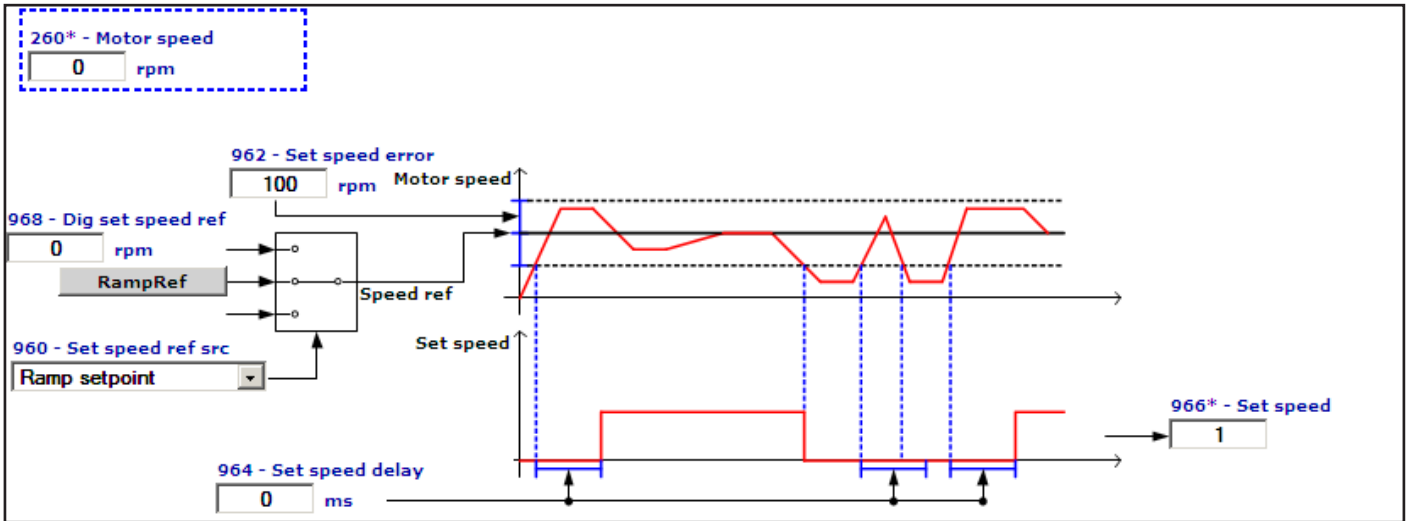 260* - Motor speed
0 rpm
962 - Set speed error
100 rpm
Motor speed
968 - Dig set speed ref
0 rpm
RampRef
Speed ref
960 - Set speed ref src
Ramp setpoint
Set speed
966* - Set speed
1
964 - Set speed delay
0 ms